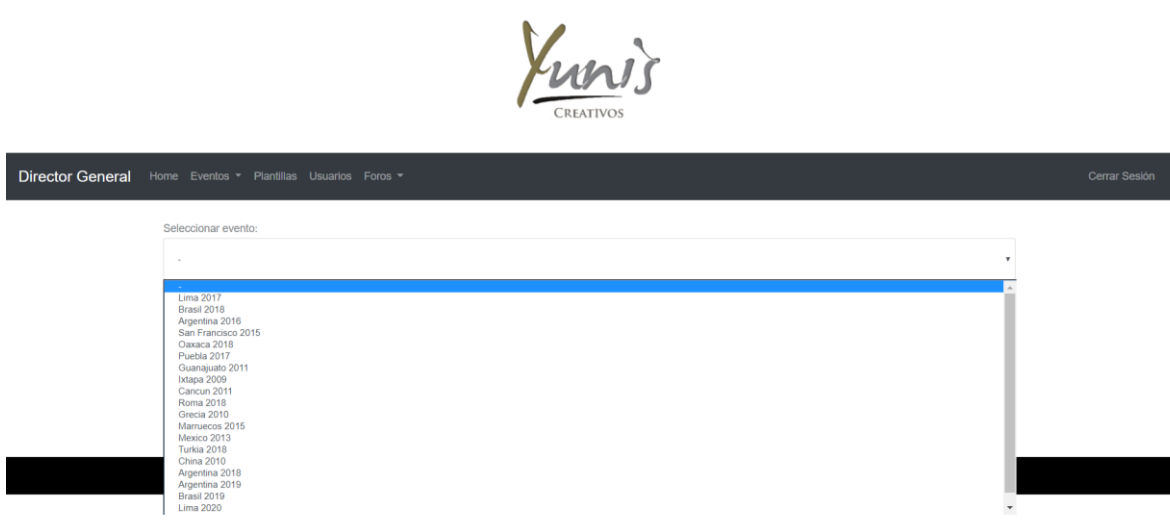 Yunis
CREATIVOS
Director General Home Eventos Plantillas Usuarios Foros Cerrar Sesión
Seleccionar evento:
-
-
Lima 2017
Brasil 2018
Argentina 2016
San Francisco 2015
Oaxaca 2018
Puebla 2017
Guanajuato 2011
Ixtapa 2009
Cancun 2011
Roma 2018
Grecia 2010
Marruecos 2015
Mexico 2013
Turkia 2018
China 2010
Argentina 2018
Argentina 2019
Brasil 2019
Lima 2020